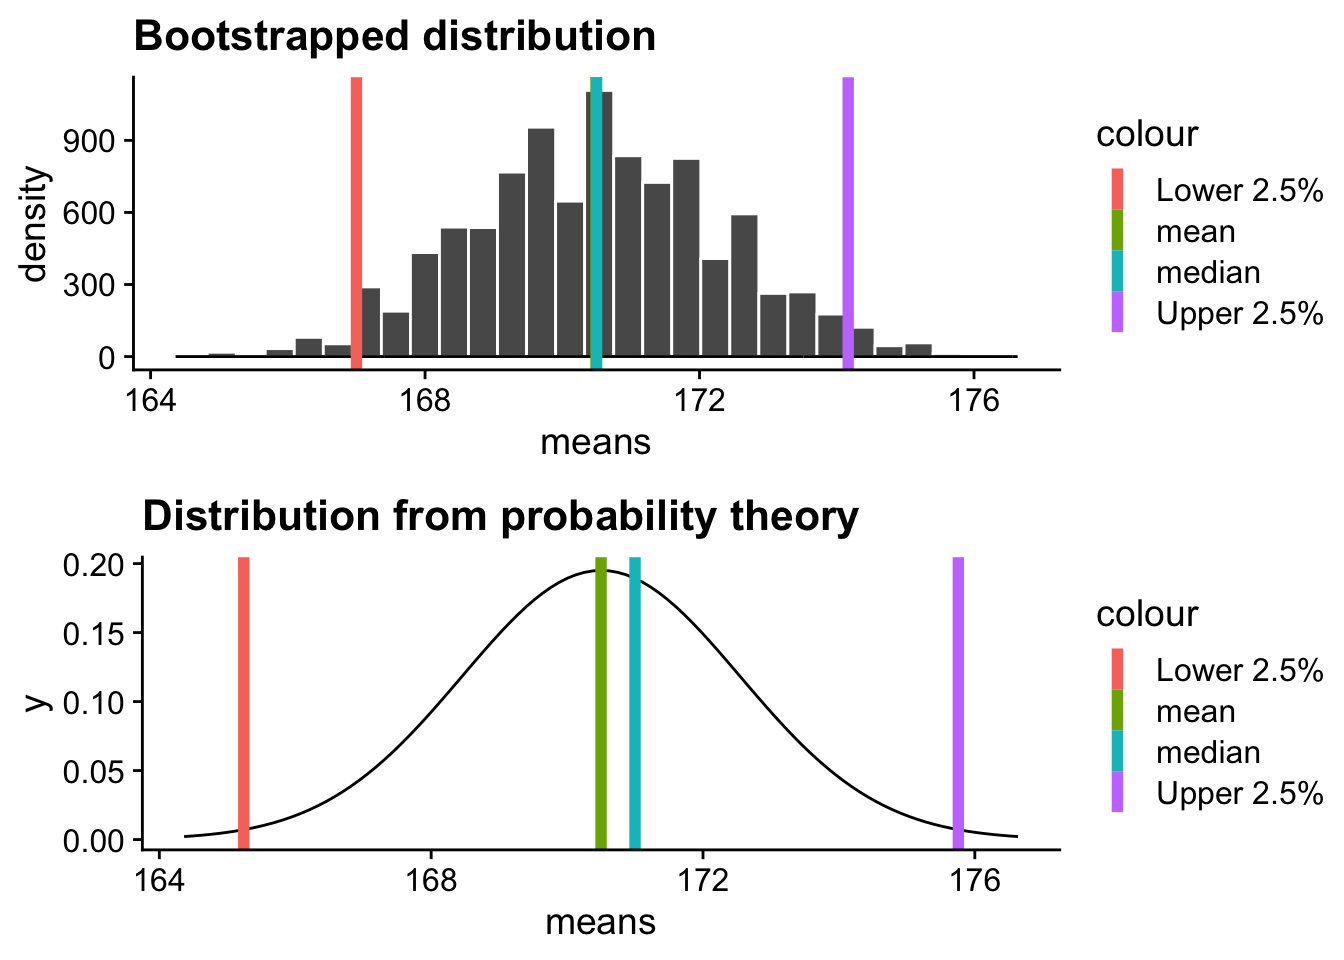 Bootstrapped distribution
density
900
600
300
0
164
168
172
176
means
colour
Lower 2.5%
mean
median
Upper 2.5%
Distribution from probability theory
y
0.20
0.15
0.10
0.05
0.00
164
168
172
176
means
colour
Lower 2.5%
mean
median
Upper 2.5%